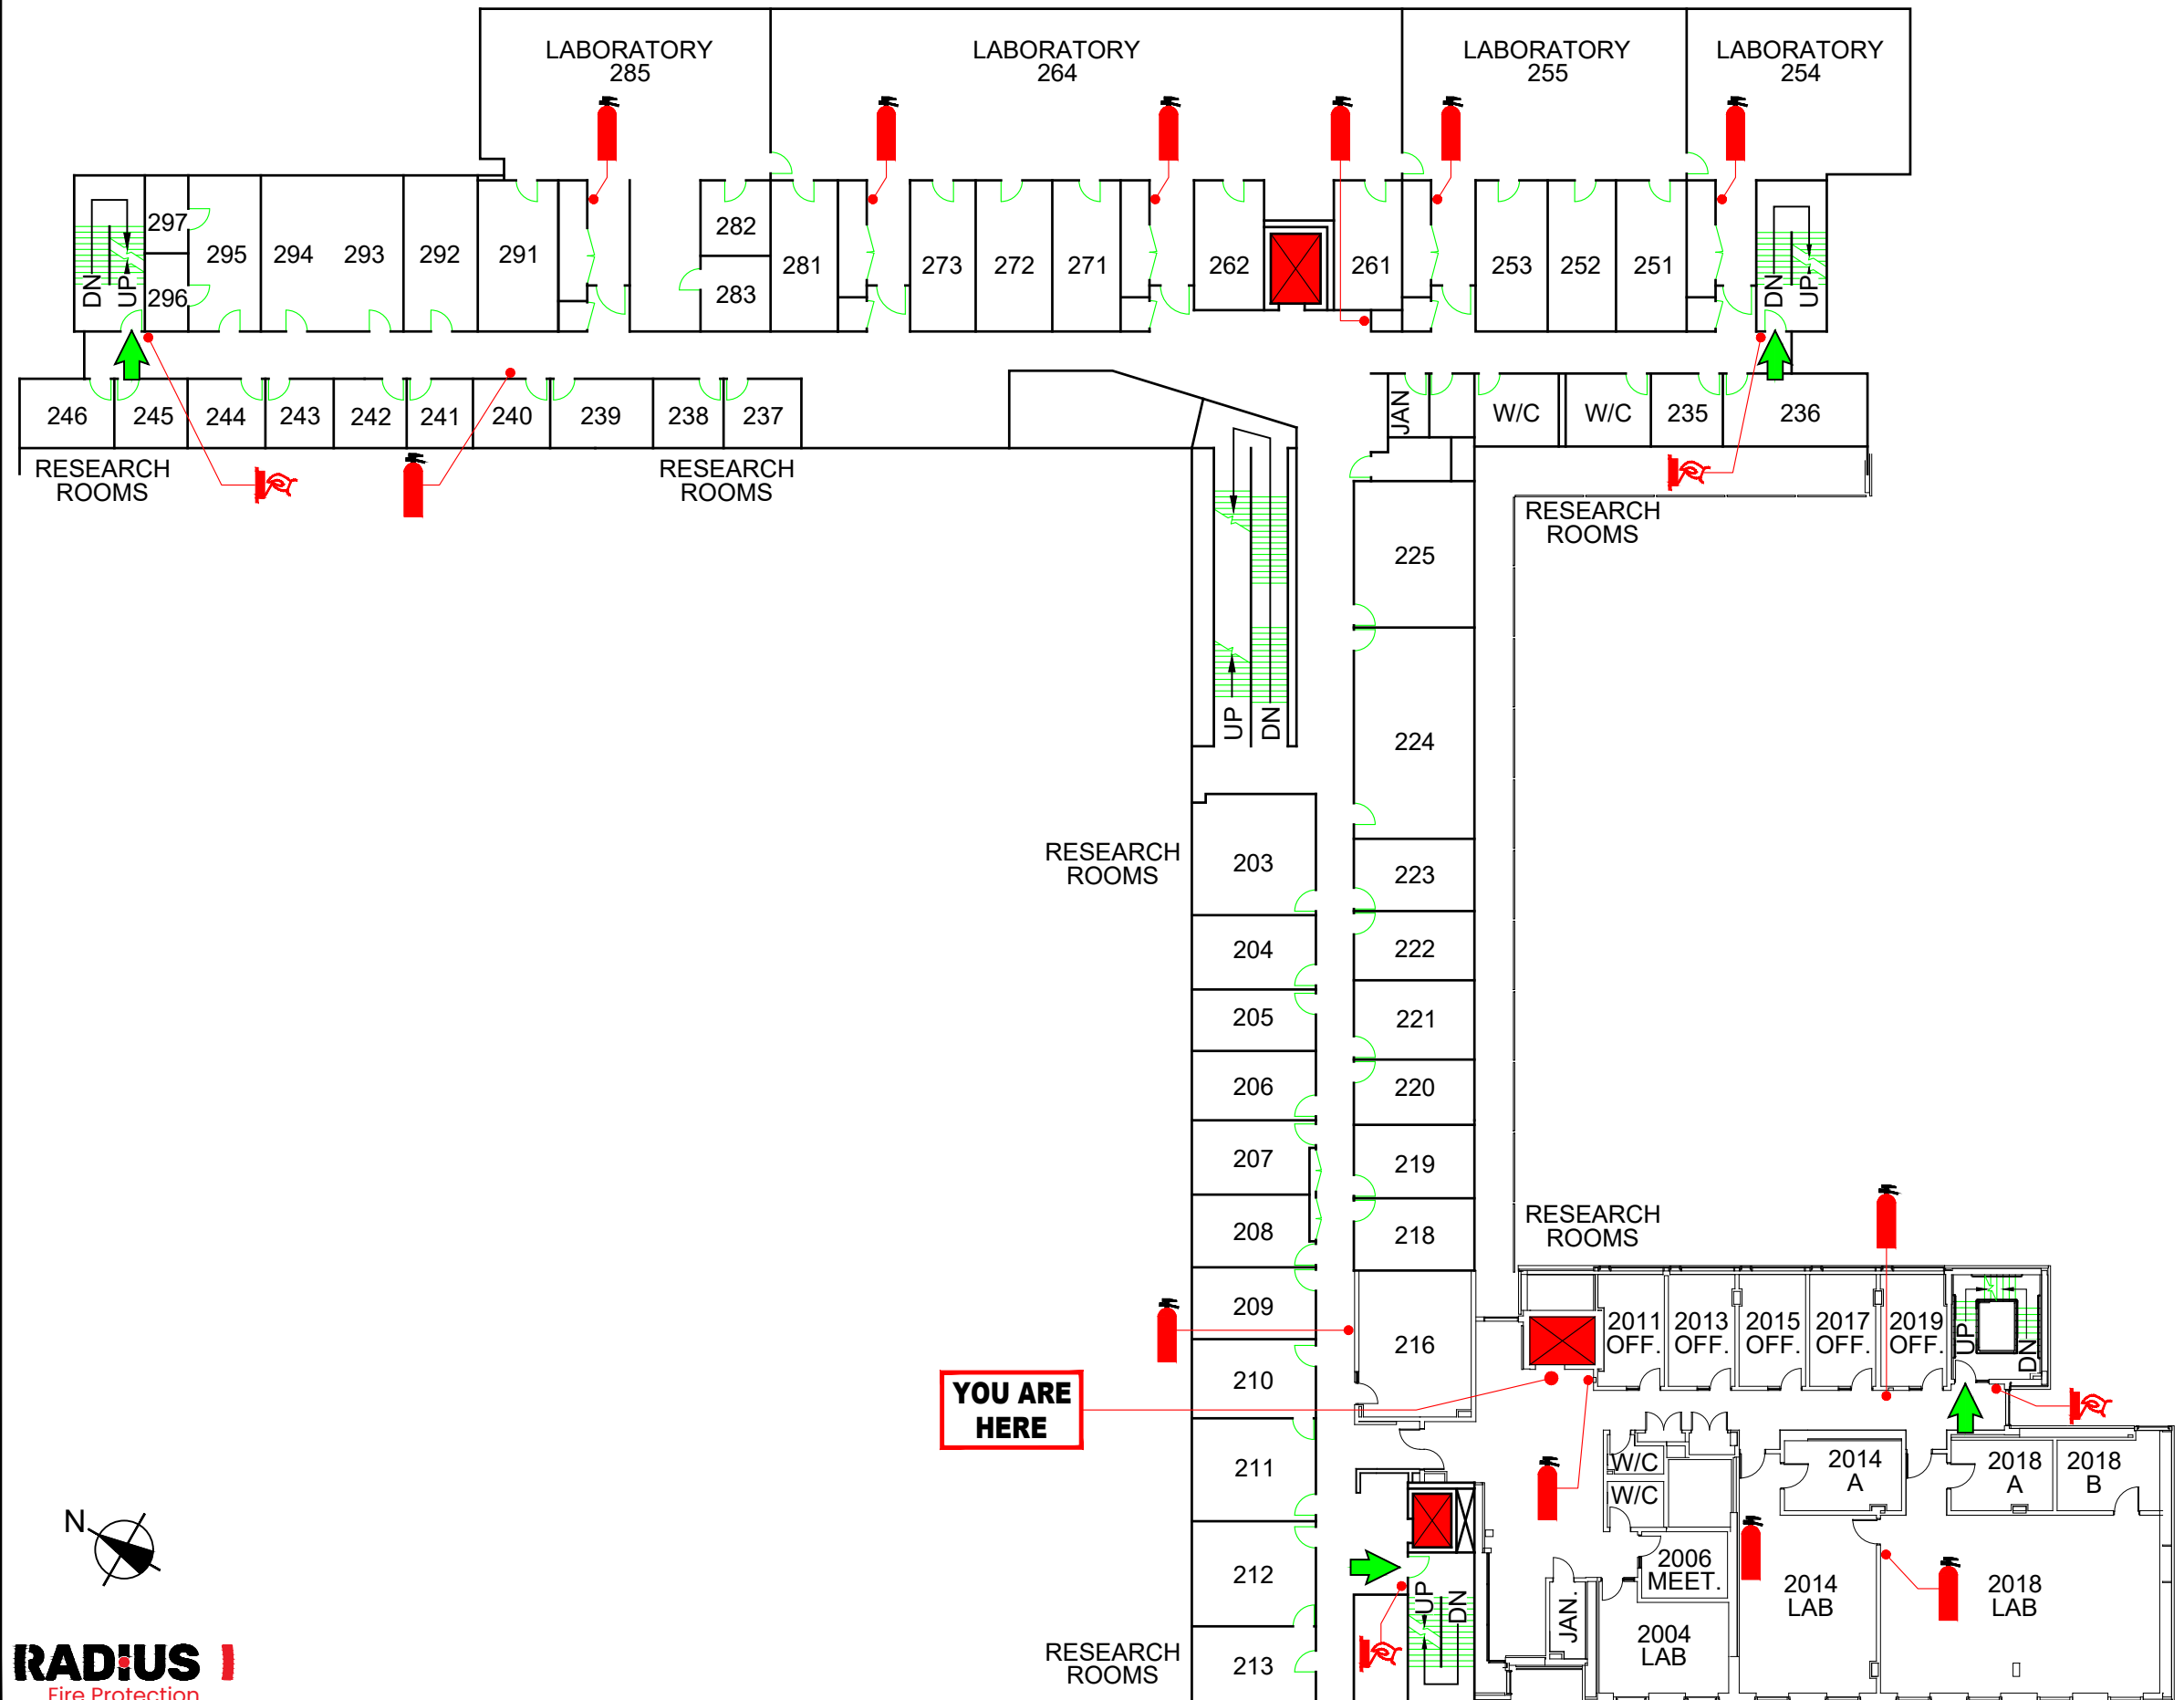 LABORATORY
285
LABORATORY
264
LABORATORY
255
LABORATORY
254
297
296
295
294
293
292
291
282
283
281
273
272
271
262
261
253
252
251
DN
UP
DN
UP
246
245
244
243
242
241
240
239
238
237
JAN
W/C
W/C
235
236
RESEARCH
ROOMS
RESEARCH
ROOMS
RESEARCH
ROOMS
225
224
UP
DN
RESEARCH
ROOMS
203
223
204
222
205
221
206
220
207
219
208
218
RESEARCH
ROOMS
209
216
210
YOU ARE
HERE
2011
OFF.
2013
OFF.
2015
OFF.
2017
OFF.
2019
OFF.
UP
DN
211
W/C
W/C
2014
A
2018
A
2018
B
212
UP
DN
JAN.
2006
MEET.
2004
LAB
2014
LAB
2018
LAB
RESEARCH
ROOMS
213
N
RADIUS
Fire Protection